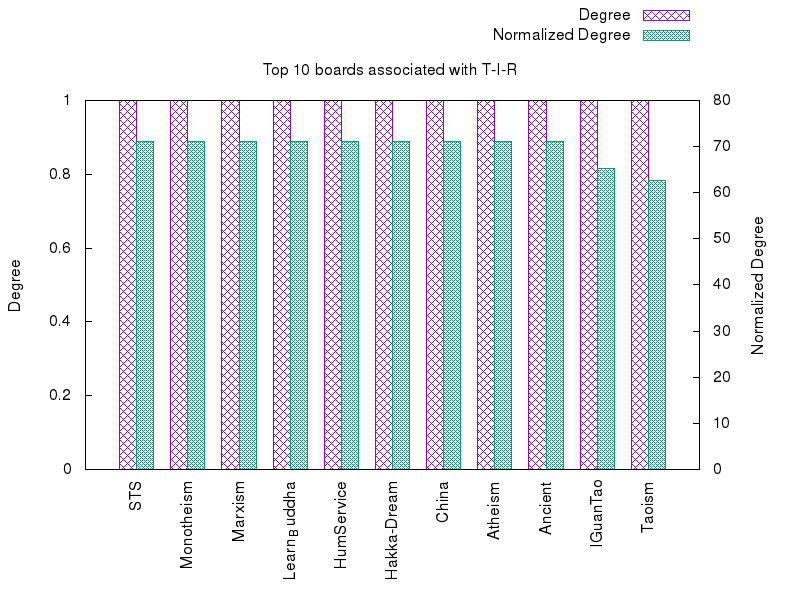 Degree
Normalized Degree
Top 10 boards associated with T-I-R
1
0.8
0.6
0.4
0.2
0
80
70
60
50
40
30
20
10
0
Degree
Normalized Degree
STS
Monotheism
Marxism
Learn_B uddha
HumService
Hakka-Dream
China
Atheism
Ancient
IGuanTao
Taoism